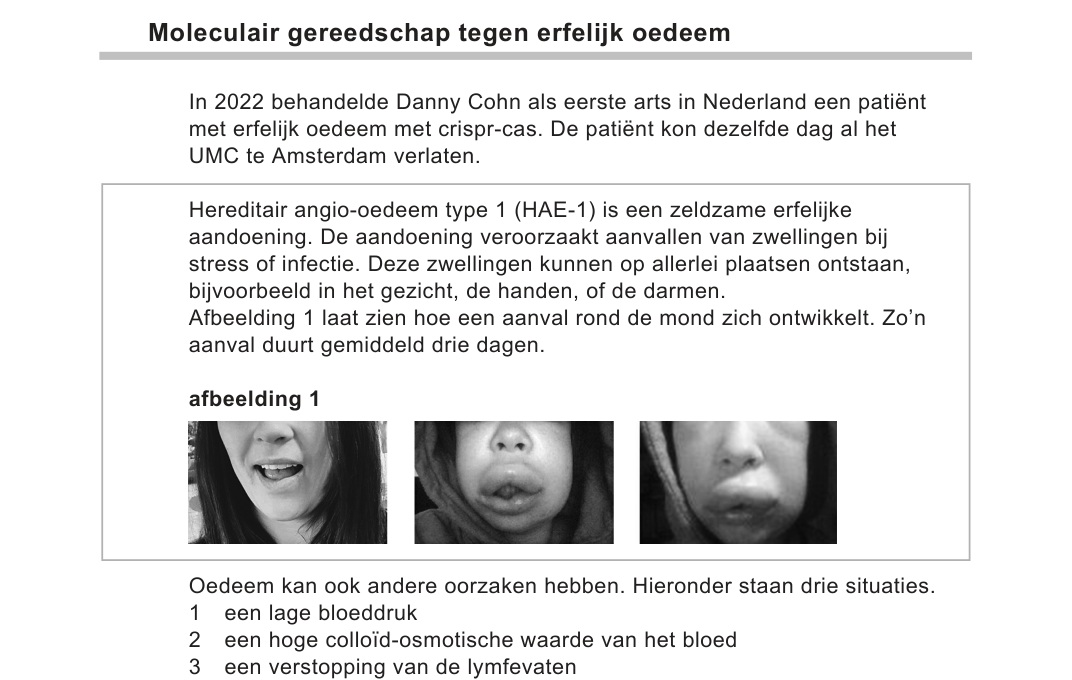 Moleculair gereedschap tegen erfelijk oedeem
In 2022 behandelde Danny Cohn als eerste arts in Nederland een patiënt
met erfelijk oedeem met crispr-cas. De patiënt kon dezelfde dag al het
UMC te Amsterdam verlaten.
Hereditair angio-oedeem type 1 (HAE-1) is een zeldzame erfelijke
aandoening. De aandoening veroorzaakt aanvallen van zwellingen bij
stress of infectie. Deze zwellingen kunnen op allerlei plaatsen ontstaan,
bijvoorbeeld in het gezicht, de handen, of de darmen.
Afbeelding 1 laat zien hoe een aanval rond de mond zich ontwikkelt. Zo’n
aanval duurt gemiddeld drie dagen.
afbeelding 1
Oedeem kan ook andere oorzaken hebben. Hieronder staan drie situaties.
1 een lage bloeddruk
2 een hoge colloïd-osmotische waarde van het bloed
3 een verstopping van de lymfevaten